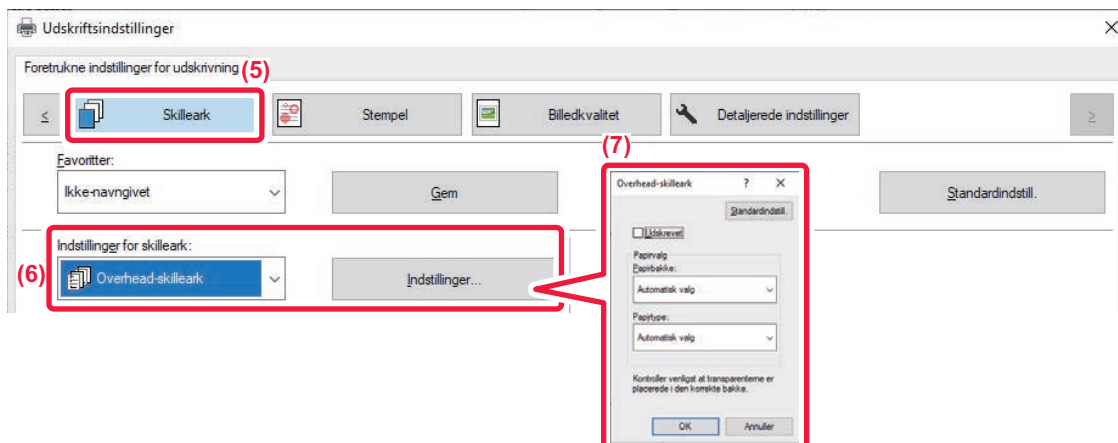 Udskriftsindstillinger
Foretrukne indstillinger for udskrivning
(5)
< Skilleark Stempel Billedkvalitet Detaljerede indstillinger >
(7)
Favoritter:
Ikke-navngivet Gem Standardindstill.
Indstillinger for skilleark:
(6) Overhead-skilleark Indstillinger...
Overhead-skilleark ?
Standardindstill.
Udskrevet
Papirvalg
Papirbakke:
Automatisk valg
Papirtype:
Automatisk valg
Kontroller venligst at transparenterne er
placerede i den korrekte bakke.
OK Annuller